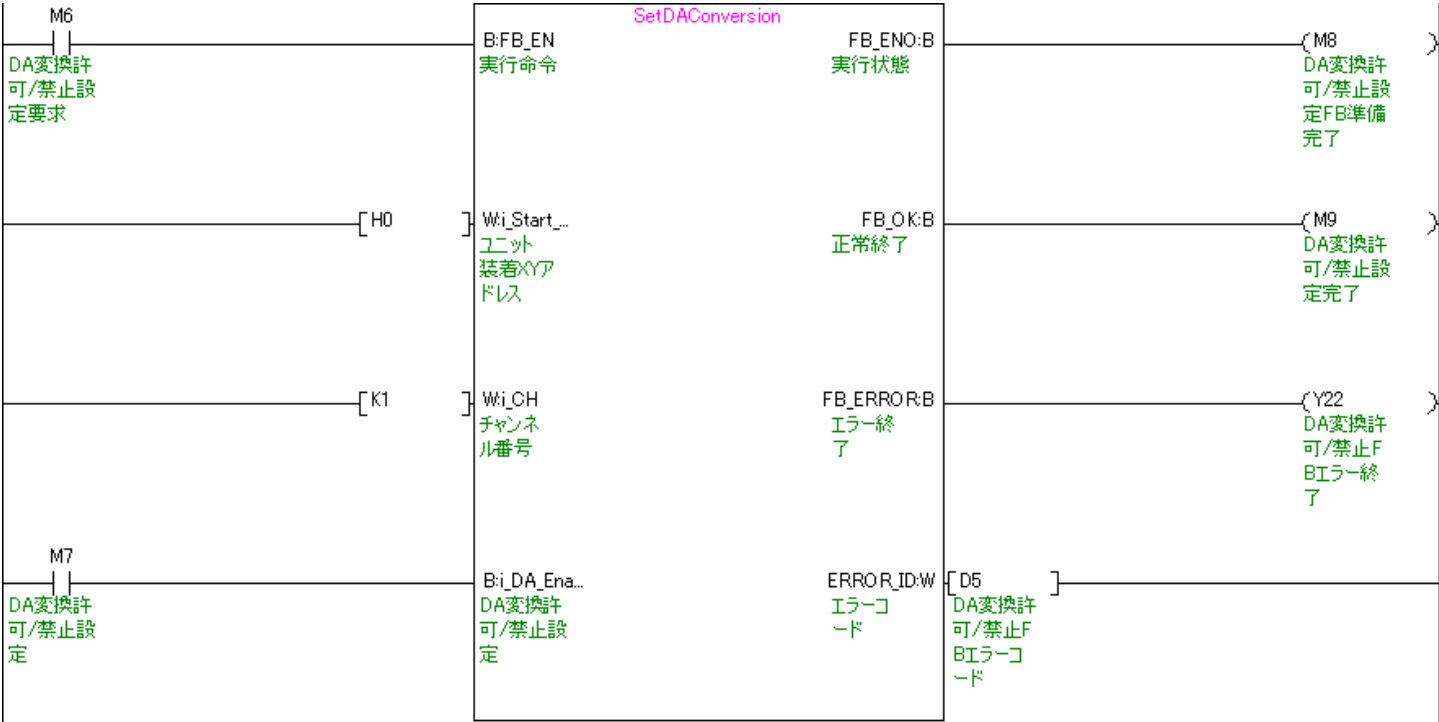 SetDAConversion
M6
B:FB_EN
FB_ENO:B
M8
DA変換許
可/禁止設
定要求
実行命令
実行状態
DA変換許
可/禁止設
定FB準備
完了
H0
W:i_Start_...
FB_OK:B
M9
ユニット
装着XYア
ドレス
正常終了
DA変換許
可/禁止設
定完了
K1
W:i_CH
FB_ERROR:B
Y22
チャンネ
ル番号
エラー終
了
DA変換許
可/禁止F
Bエラー終
了
M7
B:i_DA_Ena...
ERROR_ID:W
D5
DA変換許
可/禁止設
定
DA変換許
可/禁止設
定
エラーコ
ード
DA変換許
可/禁止F
Bエラーコ
ード